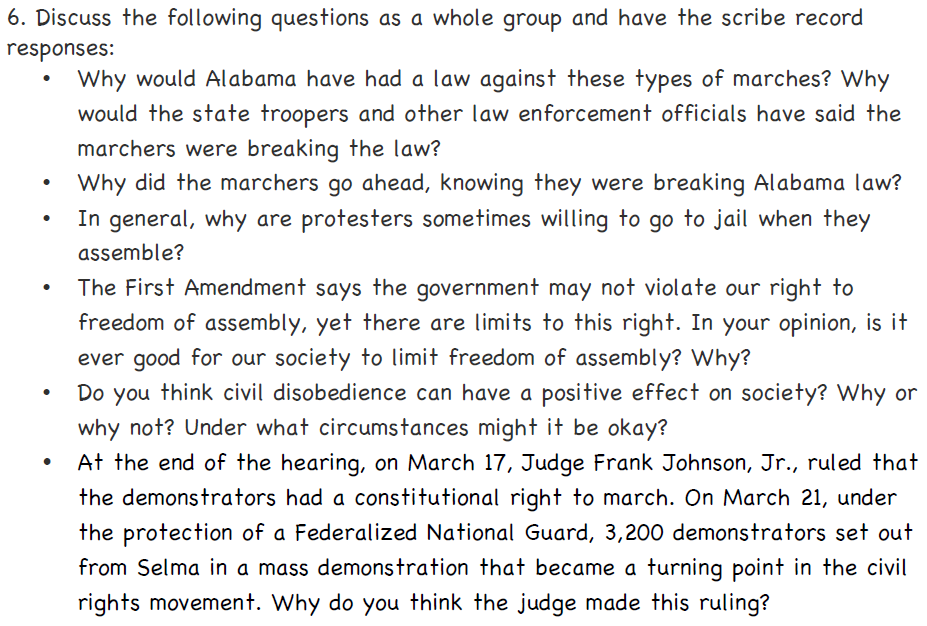 6. Discuss the following questions as a whole group and have the scribe record
responses:
• Why would Alabama have had a law against these types of marches? Why
would the state troopers and other law enforcement officials have said the
marchers were breaking the law?
• Why did the marchers go ahead, knowing they were breaking Alabama law?
• In general, why are protesters sometimes willing to go to jail when they
assemble?
• The First Amendment says the government may not violate our right to
freedom of assembly, yet there are limits to this right. In your opinion, is it
ever good for our society to limit freedom of assembly? Why?
• Do you think civil disobedience can have a positive effect on society? Why or
why not? Under what circumstances might it be okay?
• At the end of the hearing, on March 17, Judge Frank Johnson, Jr., ruled that
the demonstrators had a constitutional right to march. On March 21, under
the protection of a Federalized National Guard, 3,200 demonstrators set out
from Selma in a mass demonstration that became a turning point in the civil
rights movement. Why do you think the judge made this ruling?